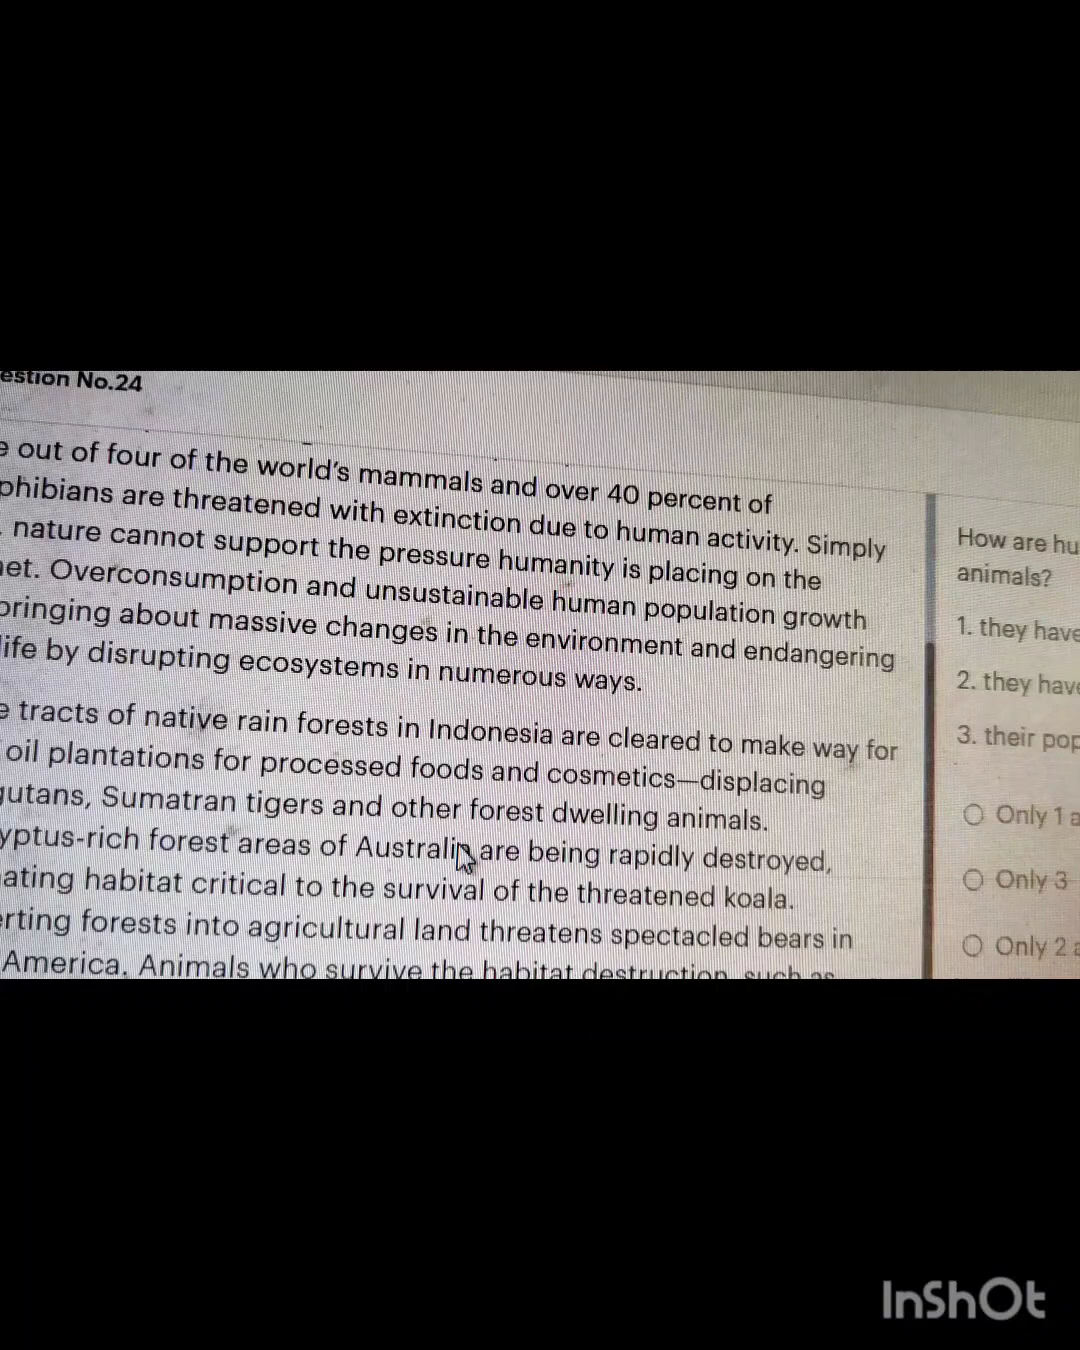 estion No.24
e out of four of the world's mammals and over 40 percent of
phibians are threatened with extinction due to human activity. Simply
. nature cannot support the pressure humanity is placing on the
net. Overconsumption and unsustainable human population growth
bringing about massive changes in the environment and endangering
life by disrupting ecosystems in numerous ways.
e tracts of native rain forests in Indonesia are cleared to make way for
oil plantations for processed foods and cosmetics—displacing
gutans, Sumatran tigers and other forest dwelling animals.
yptus-rich forest areas of Australia are being rapidly destroyed,
ating habitat critical to the survival of the threatened koala.
erting forests into agricultural land threatens spectacled bears in
America. Animals who survive the habitat destruction, such as
How are hu
animals?
1. they have
2. they have
3. their pop
Only 1 a
Only 3
Only 2 a
InShOt